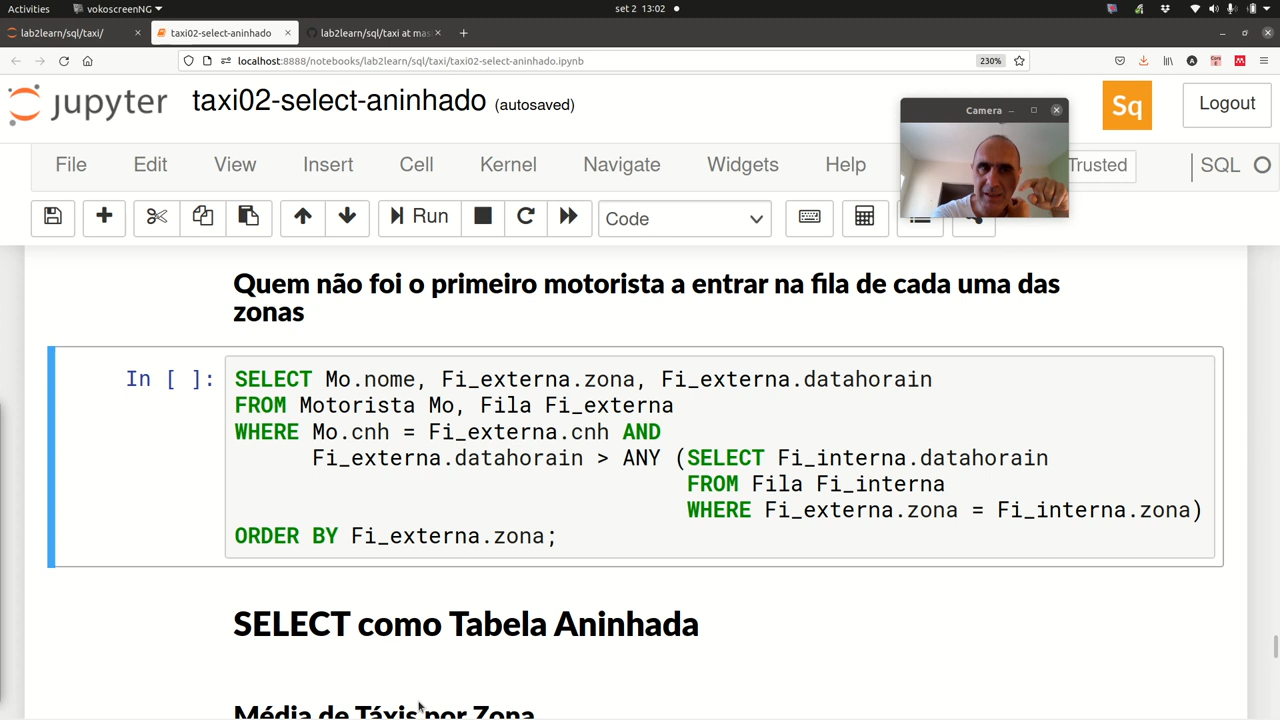 Activities
vokoscreenNG
set 2 13:02
lab2learn/sql/taxi/
taxi02-select-aninhado
lab2learn/sql/taxi at mas
localhost:8888/notebooks/lab2learn/sql/taxi/taxi02-select-aninhado.ipynb
230%
jupyter taxi02-select-aninhado (autosaved)
Sq
Logout
Camera
File Edit View Insert Cell Kernel Navigate Widgets Help
Trusted
SQL
Run
Code
Quem não foi o primeiro motorista a entrar na fila de cada uma das
zonas
In [ ]:
SELECT Mo.nome, Fi_externa.zona, Fi_externa.datahorain
FROM Motorista Mo, Fila Fi_externa
WHERE Mo.cnh = Fi_externa.cnh AND
Fi_externa.datahorain > ANY (SELECT Fi_interna.datahorain
FROM Fila Fi_interna
WHERE Fi_externa.zona = Fi_interna.zona)
ORDER BY Fi_externa.zona;
SELECT como Tabela Aninhada
Média de Táxis por Zona